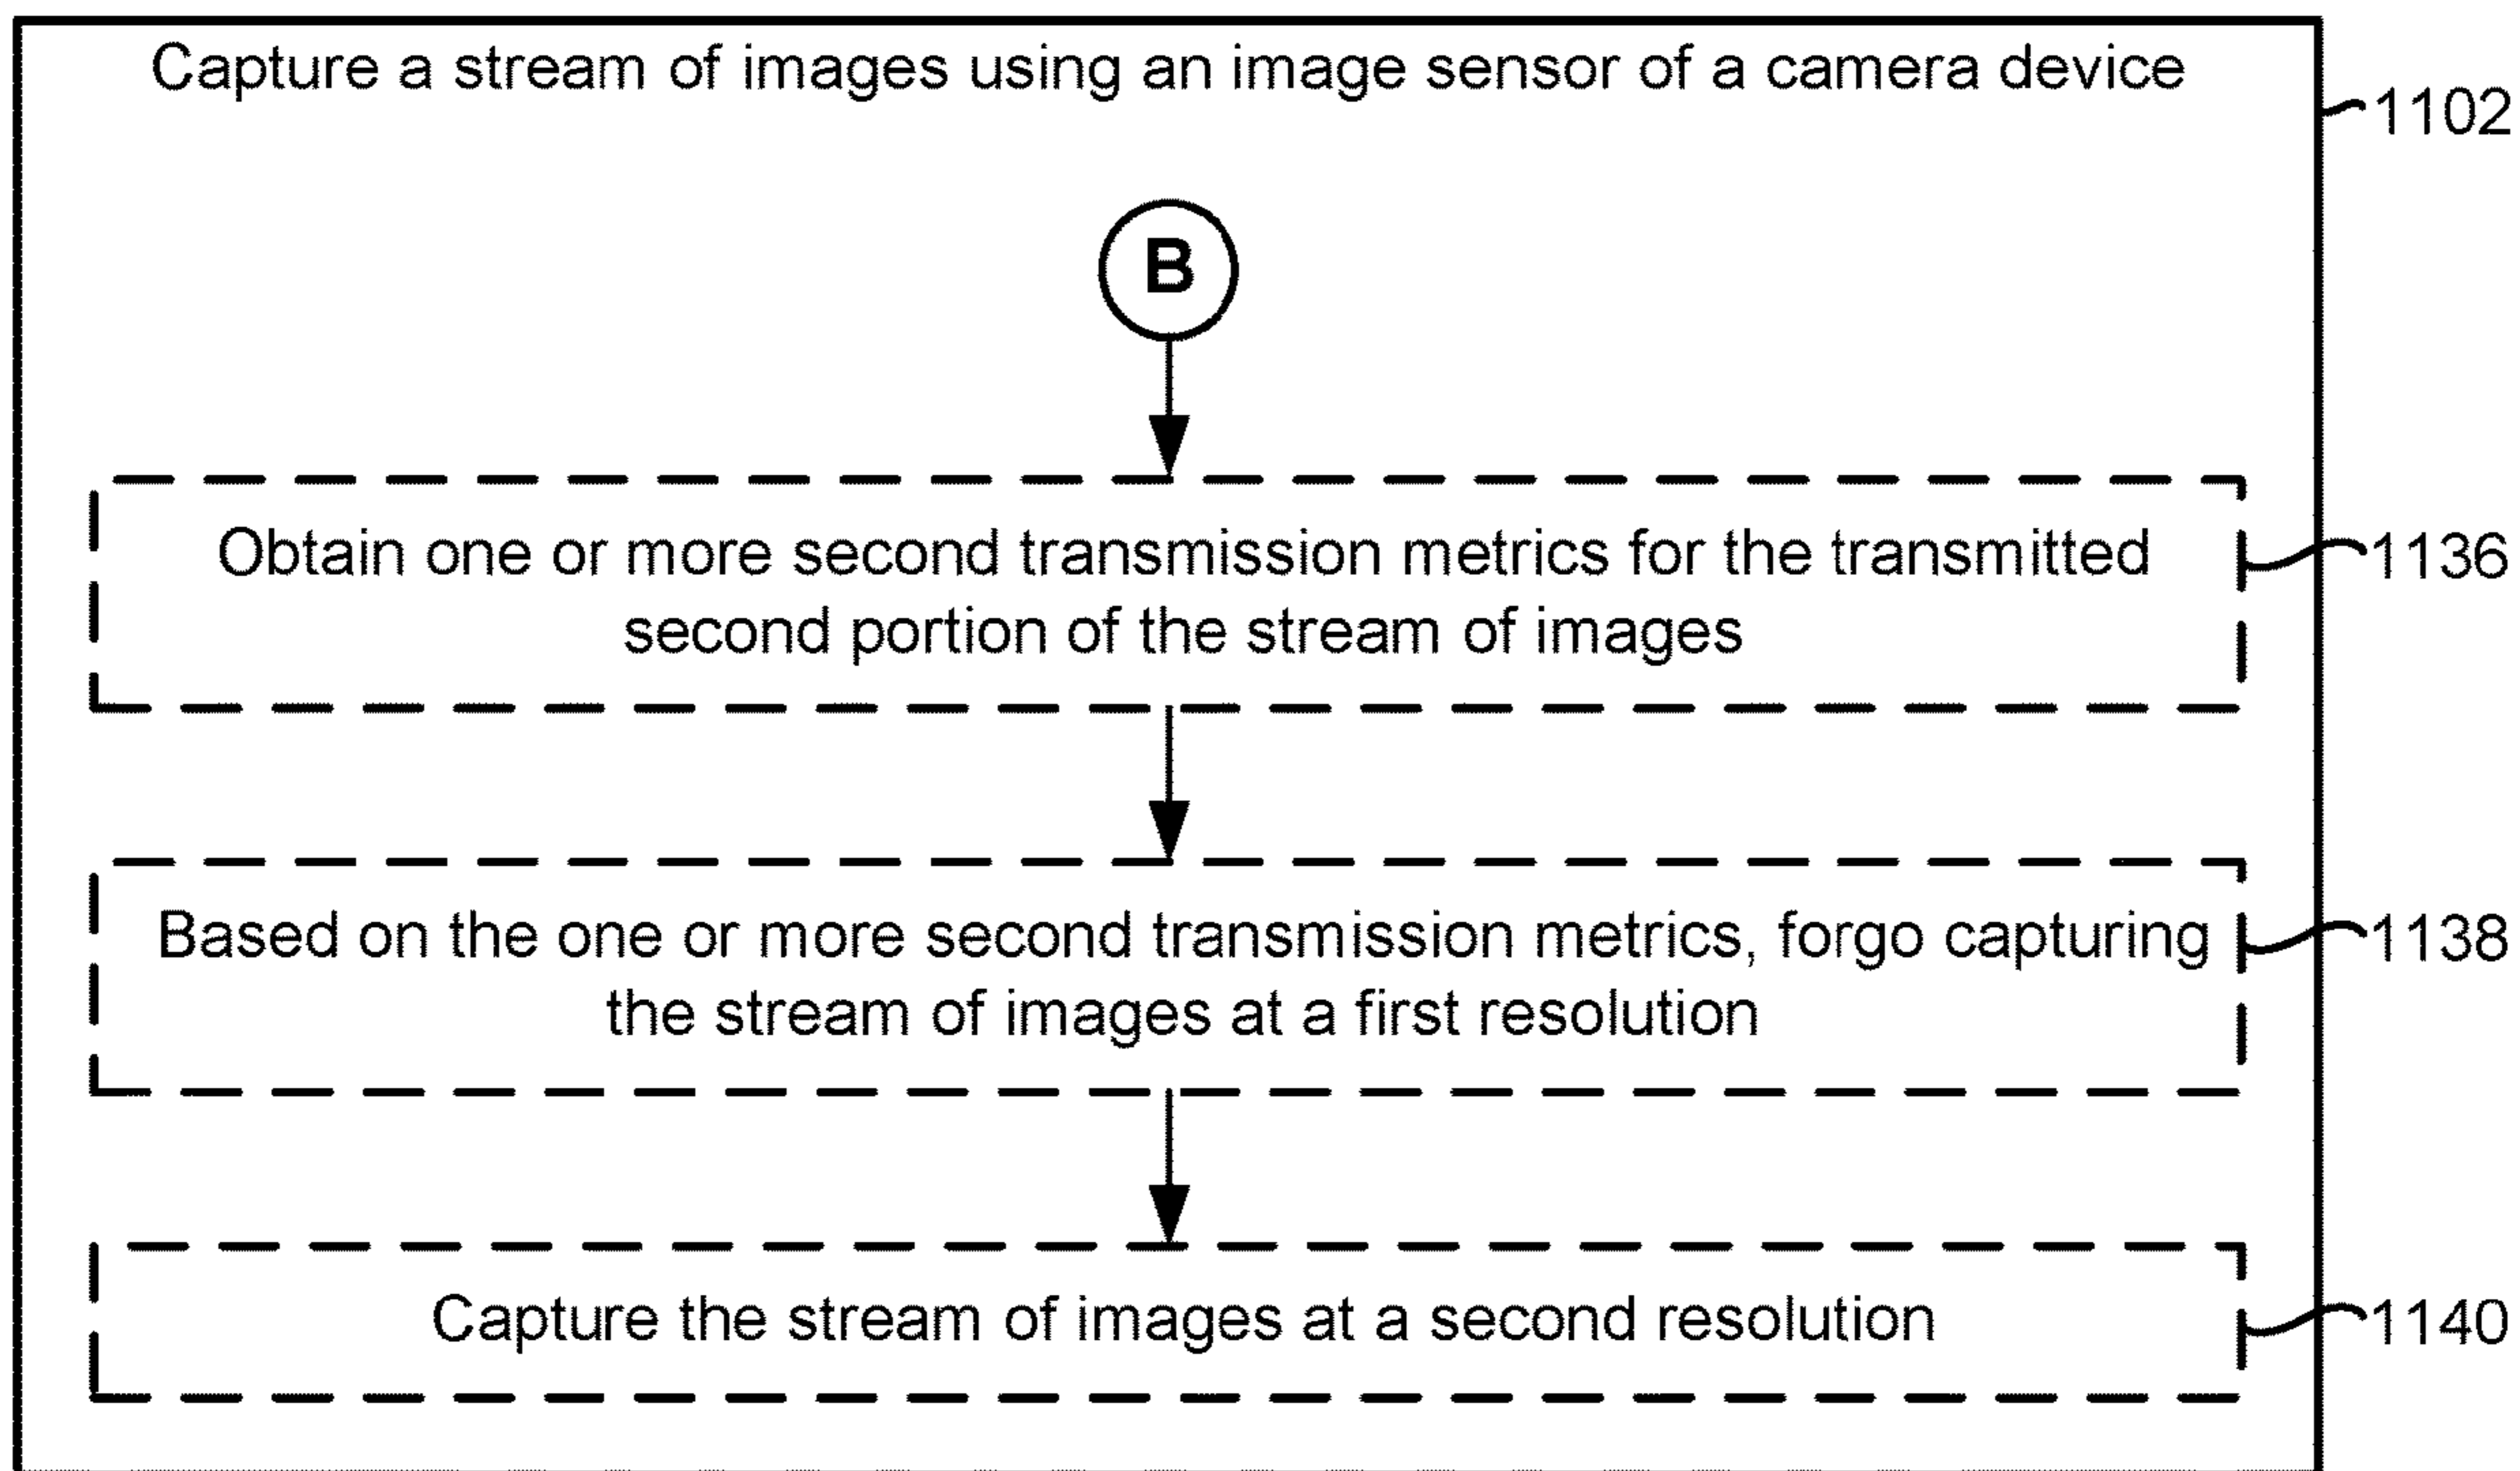 Capture a stream of images using an image sensor of a camera device
1102
B
Obtain one or more second transmission metrics for the transmitted
second portion of the stream of images
1136
Based on the one or more second transmission metrics, forgo capturing
the stream of images at a first resolution
1138
Capture the stream of images at a second resolution
1140